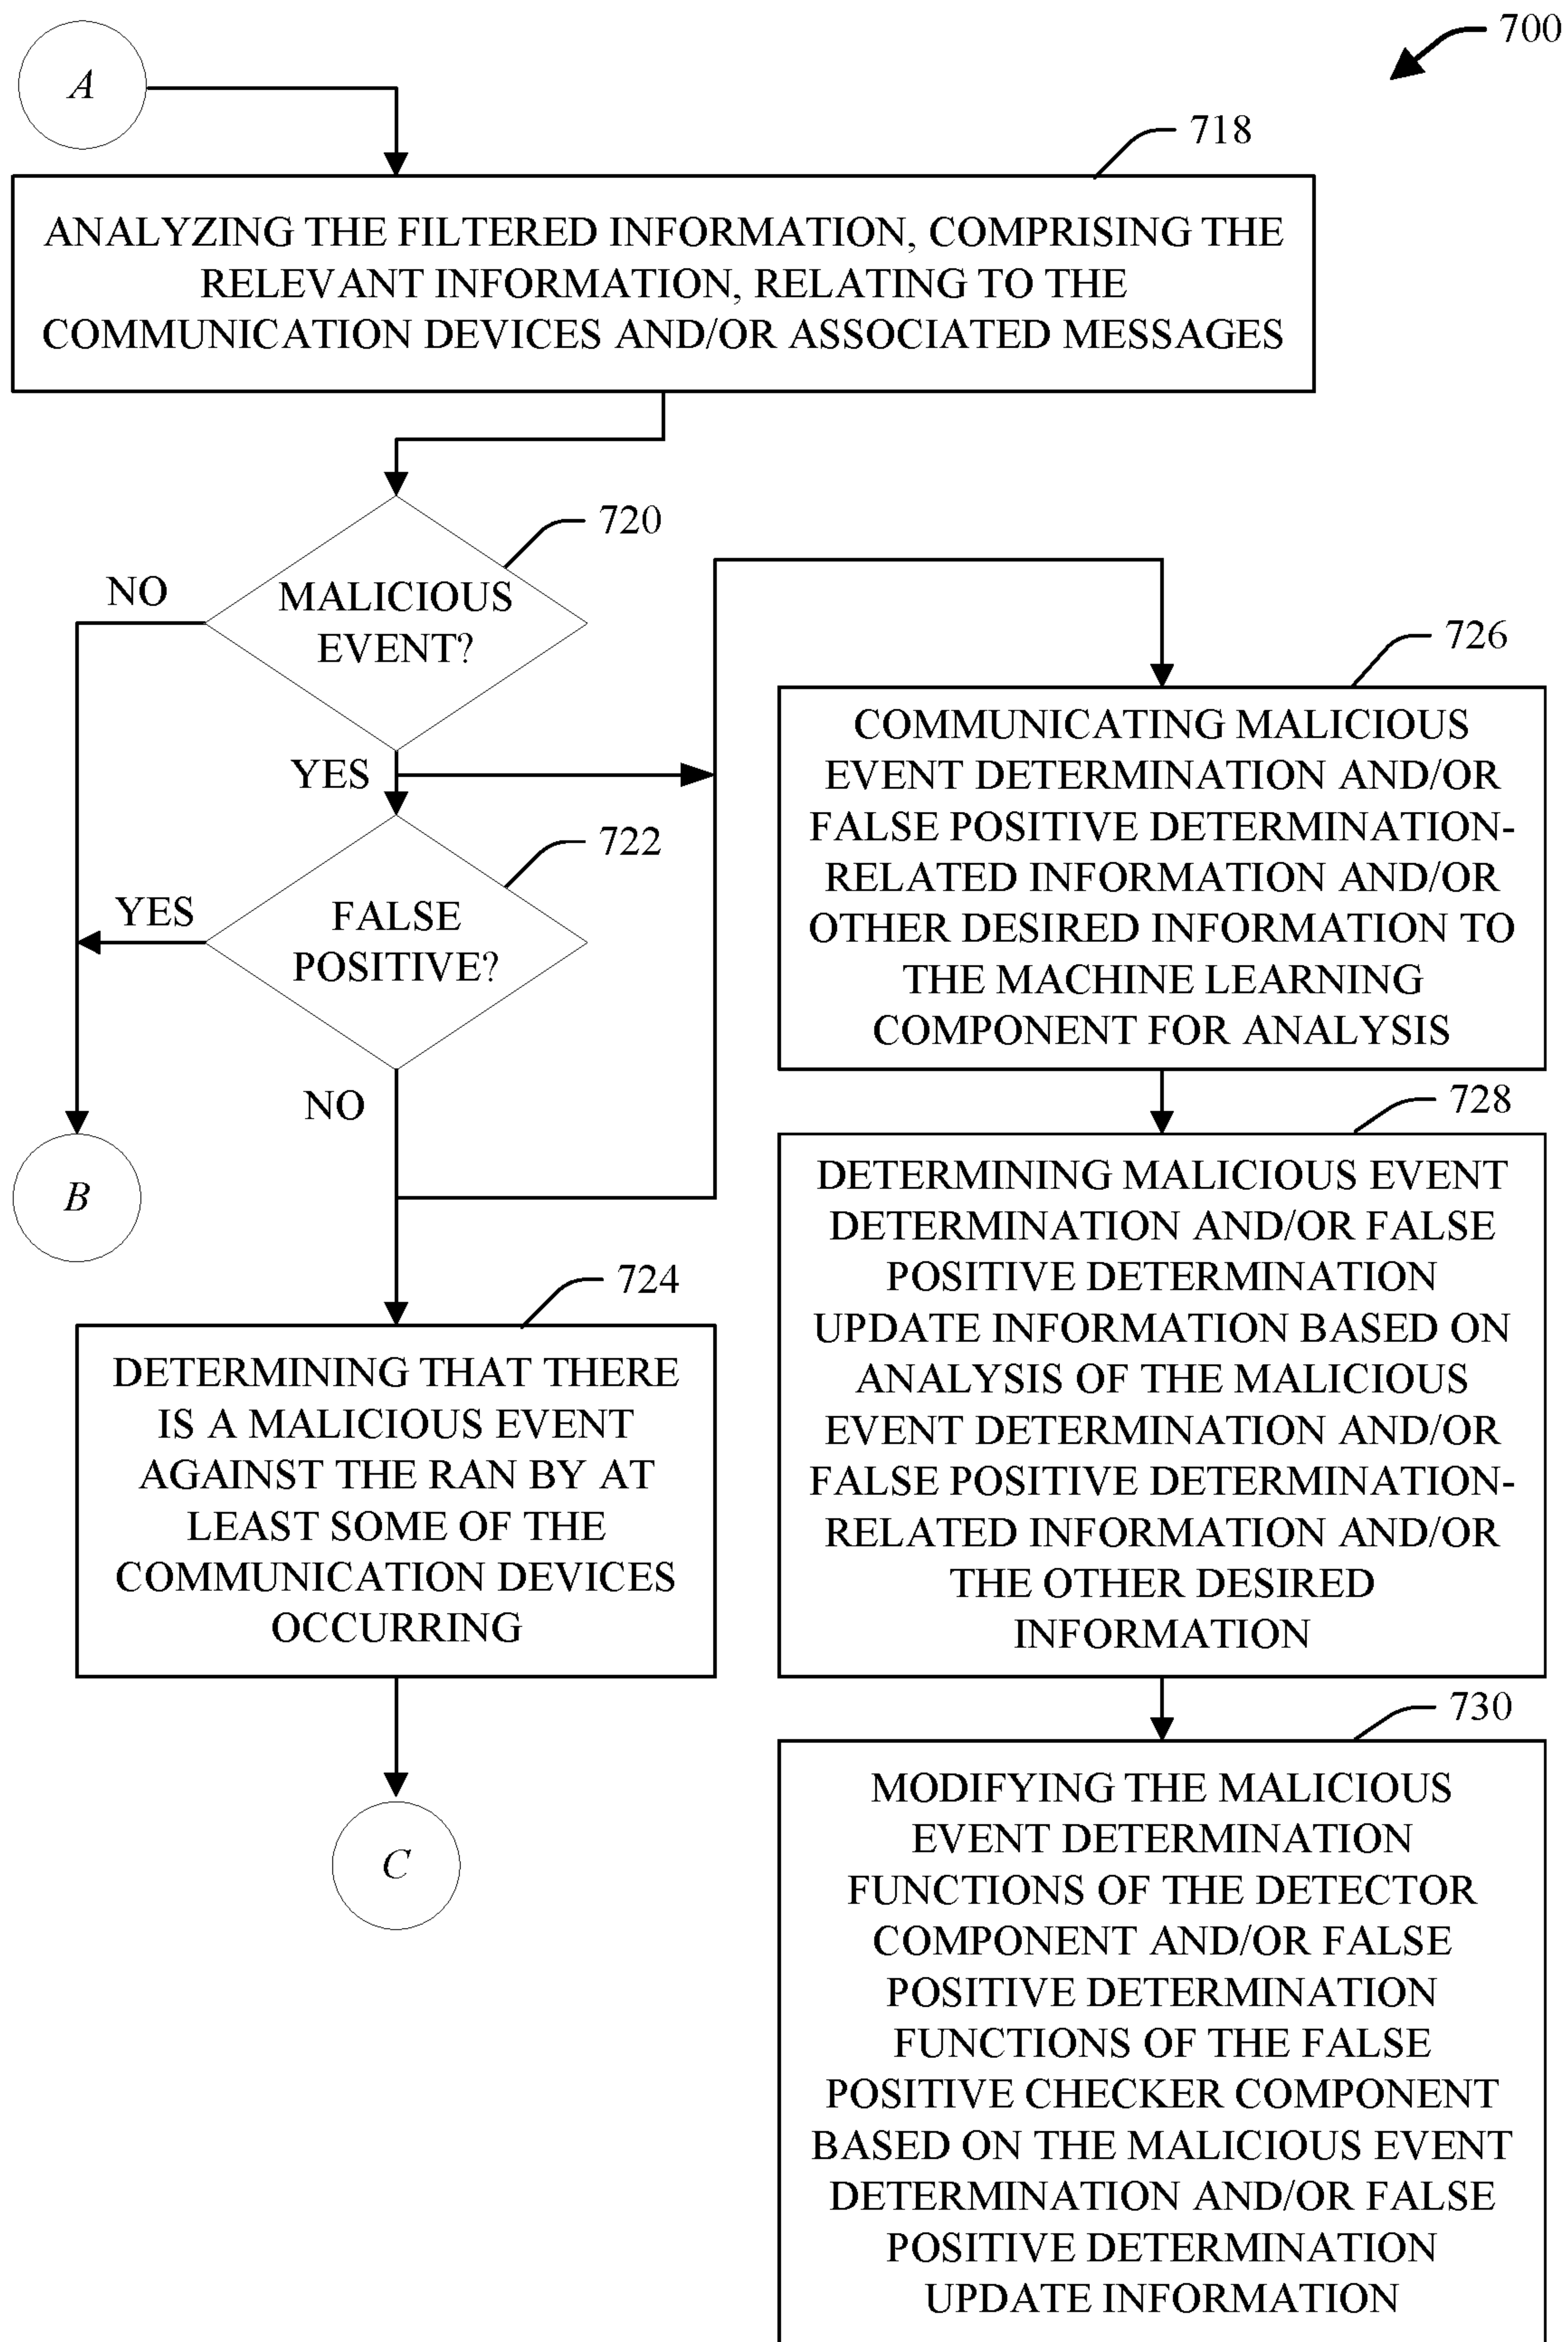 700
A
718
ANALYZING THE FILTERED INFORMATION, COMPRISING THE
RELEVANT INFORMATION, RELATING TO THE
COMMUNICATION DEVICES AND/OR ASSOCIATED MESSAGES
720
NO
MALICIOUS
EVENT?
YES
722
YES
FALSE
POSITIVE?
NO
B
724
DETERMINING THAT THERE
IS A MALICIOUS EVENT
AGAINST THE RAN BY AT
LEAST SOME OF THE
COMMUNICATION DEVICES
OCCURRING
C
726
COMMUNICATING MALICIOUS
EVENT DETERMINATION AND/OR
FALSE POSITIVE DETERMINATION-
RELATED INFORMATION AND/OR
OTHER DESIRED INFORMATION TO
THE MACHINE LEARNING
COMPONENT FOR ANALYSIS
728
DETERMINING MALICIOUS EVENT
DETERMINATION AND/OR FALSE
POSITIVE DETERMINATION
UPDATE INFORMATION BASED ON
ANALYSIS OF THE MALICIOUS
EVENT DETERMINATION AND/OR
FALSE POSITIVE DETERMINATION-
RELATED INFORMATION AND/OR
THE OTHER DESIRED
INFORMATION
730
MODIFYING THE MALICIOUS
EVENT DETERMINATION
FUNCTIONS OF THE DETECTOR
COMPONENT AND/OR FALSE
POSITIVE DETERMINATION
FUNCTIONS OF THE FALSE
POSITIVE CHECKER COMPONENT
BASED ON THE MALICIOUS EVENT
DETERMINATION AND/OR FALSE
POSITIVE DETERMINATION
UPDATE INFORMATION